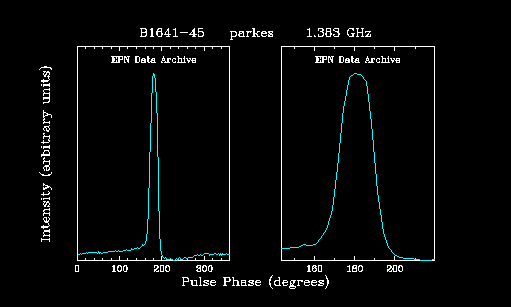 B1641-45 parkes 1.383 GHz
EPN Data Archive EPN Data Archive
Intensity (arbitrary units)
0 100 200 300 160 180 200
Pulse Phase (degrees)